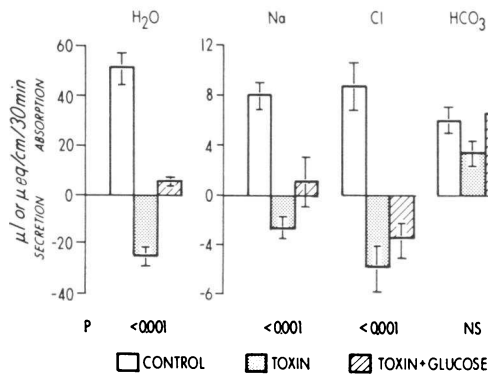 H₂O Na Cl HCO₃
60 12
40 8
20 4
0 0
-20 -4
-40 -6
μl or μeq/cm/30min
SECRETION ABSORPTION
P <0.001 <0.001 <0.001 NS
CONTROL TOXIN TOXIN+GLUCOSE